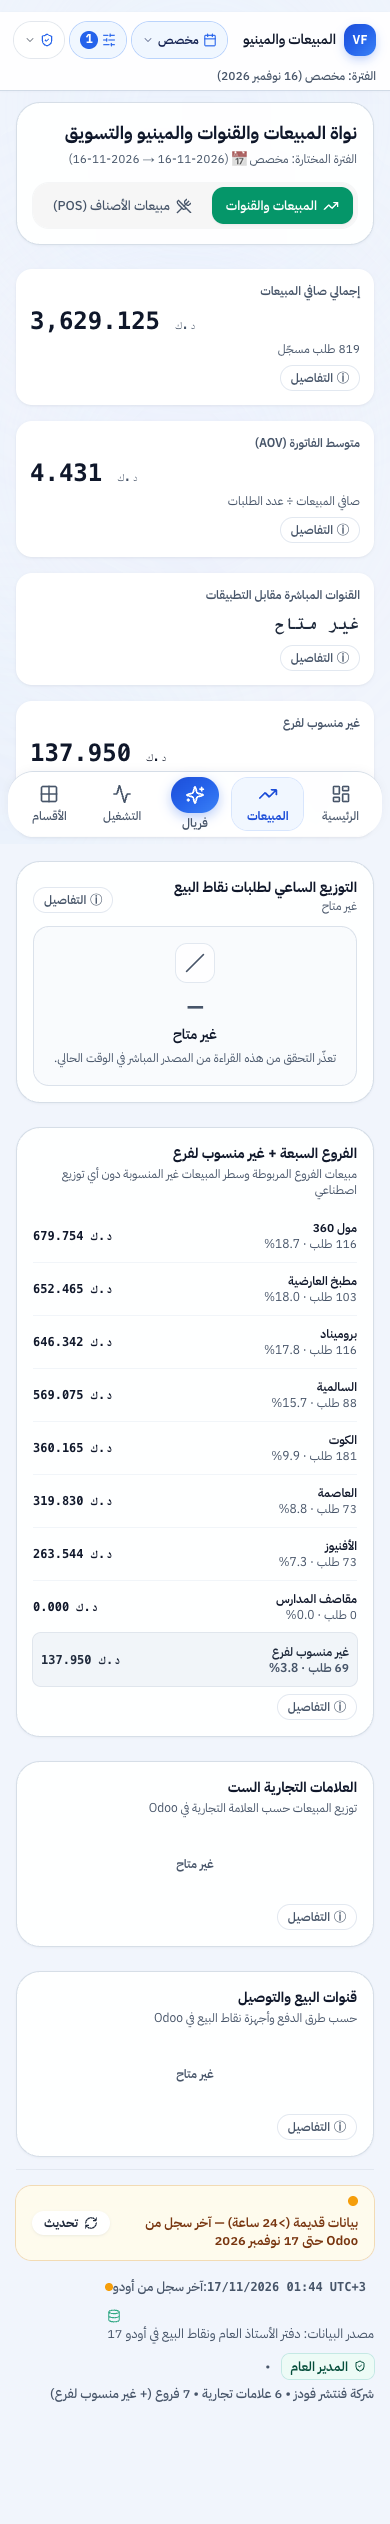 VF
المبيعات والمينيو
مخصص
1
الفترة: مخصص (16 نوفمبر 2026)
نواة المبيعات والقنوات والمينيو والتسويق
الفترة المختارة: مخصص 📅 (2026-11-16 → 2026-11-16)
المبيعات والقنوات
مبيعات الأصناف (POS)
إجمالي صافي المبيعات
3,629.125 د.ك
819 طلب مسجّل
ⓘ التفاصيل
متوسط الفاتورة (AOV)
4.431 د.ك
صافي المبيعات ÷ عدد الطلبات
ⓘ التفاصيل
القنوات المباشرة مقابل التطبيقات
غير متاح
ⓘ التفاصيل
غير منسوب لفرع
137.950 د.ك
الرئيسية
المبيعات
فريال
التشغيل
الأقسام
التوزيع الساعي لطلبات نقاط البيع
غير متاح
ⓘ التفاصيل
—
غير متاح
تعذّر التحقق من هذه القراءة من المصدر المباشر في الوقت الحالي.
الفروع السبعة + غير منسوب لفرع
مبيعات الفروع المربوطة وسطر المبيعات غير المنسوبة دون أي توزيع
اصطناعي
مول 360
679.754 د.ك
116 طلب · 18.7%
مطبخ العارضية
652.465 د.ك
103 طلب · 18.0%
بروميناد
646.342 د.ك
116 طلب · 17.8%
السالمية
569.075 د.ك
88 طلب · 15.7%
الكوت
360.165 د.ك
181 طلب · 9.9%
العاصمة
319.830 د.ك
73 طلب · 8.8%
الأفنيوز
263.544 د.ك
73 طلب · 7.3%
مقاصف المدارس
0.000 د.ك
0 طلب · 0.0%
غير منسوب لفرع
137.950 د.ك
69 طلب · 3.8%
ⓘ التفاصيل
العلامات التجارية الست
توزيع المبيعات حسب العلامة التجارية في Odoo
غير متاح
ⓘ التفاصيل
قنوات البيع والتوصيل
حسب طرق الدفع وأجهزة نقاط البيع في Odoo
غير متاح
ⓘ التفاصيل
بيانات قديمة (>24 ساعة) — آخر سجل من
Odoo حتى 17 نوفمبر 2026
تحديث
آخر سجل من أودو: 17/11/2026 01:44 UTC+3
مصدر البيانات: دفتر الأستاذ العام ونقاط البيع في أودو 17
المدير العام •
شركة فنتشر فودز • 6 علامات تجارية • 7 فروع (+ غير منسوب لفرع)